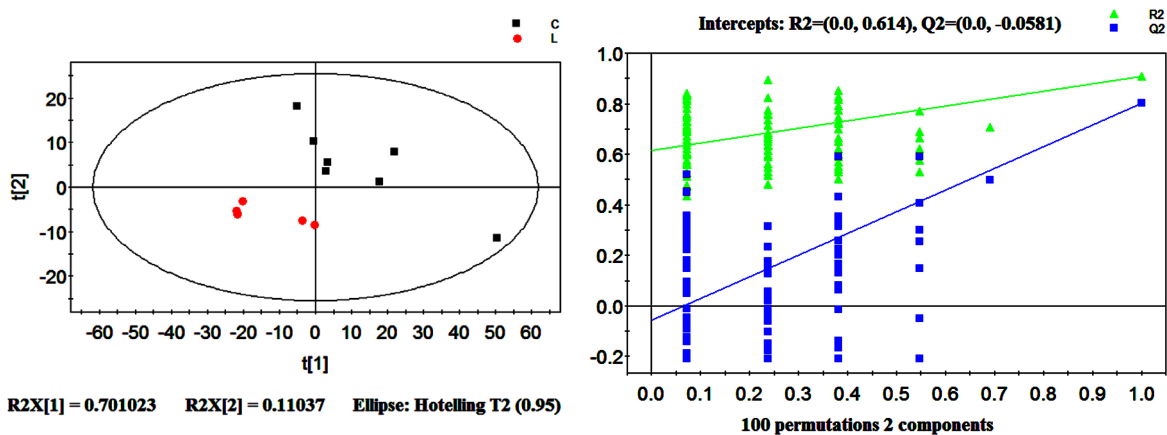 C
L
t[2]
20
10
0
-10
-20
-60 -50 -40 -30 -20 -10 0 10 20 30 40 50 60
t[1]
R2X[1] = 0.701023 R2X[2] = 0.11037 Ellipse: Hotelling T2 (0.95)
Intercepts: R2=(0.0, 0.614), Q2=(0.0, -0.0581)
R2
Q2
1.0
0.8
0.6
0.4
0.2
0.0
-0.2
0.0 0.1 0.2 0.3 0.4 0.5 0.6 0.7 0.8 0.9 1.0
100 permutations 2 components